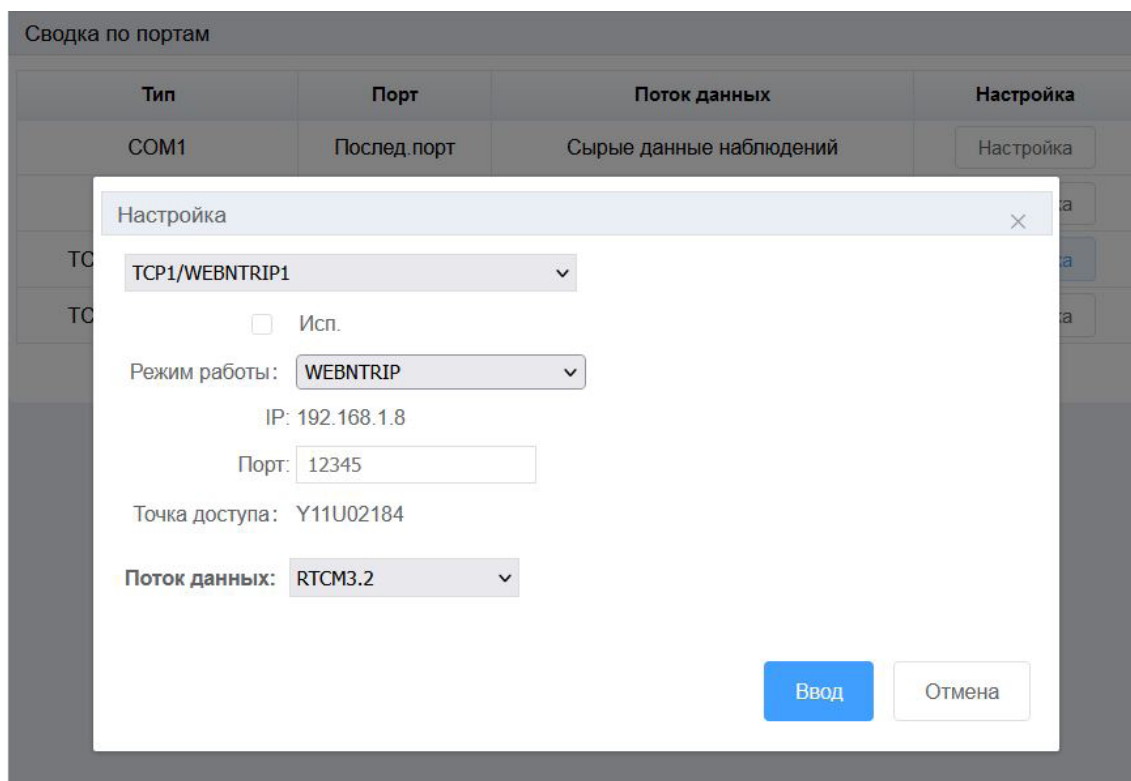 Сводка по портам
Тип Порт Поток данных Настройка
COM1 Послед.порт Сырые данные наблюдений Настройка
Настройка
TCP1/WEBNTRIP1
Исп.
Режим работы: WEBNTRIP
IP: 192.168.1.8
Порт: 12345
Точка доступа: Y11U02184
Поток данных: RTCM3.2
Ввод Отмена